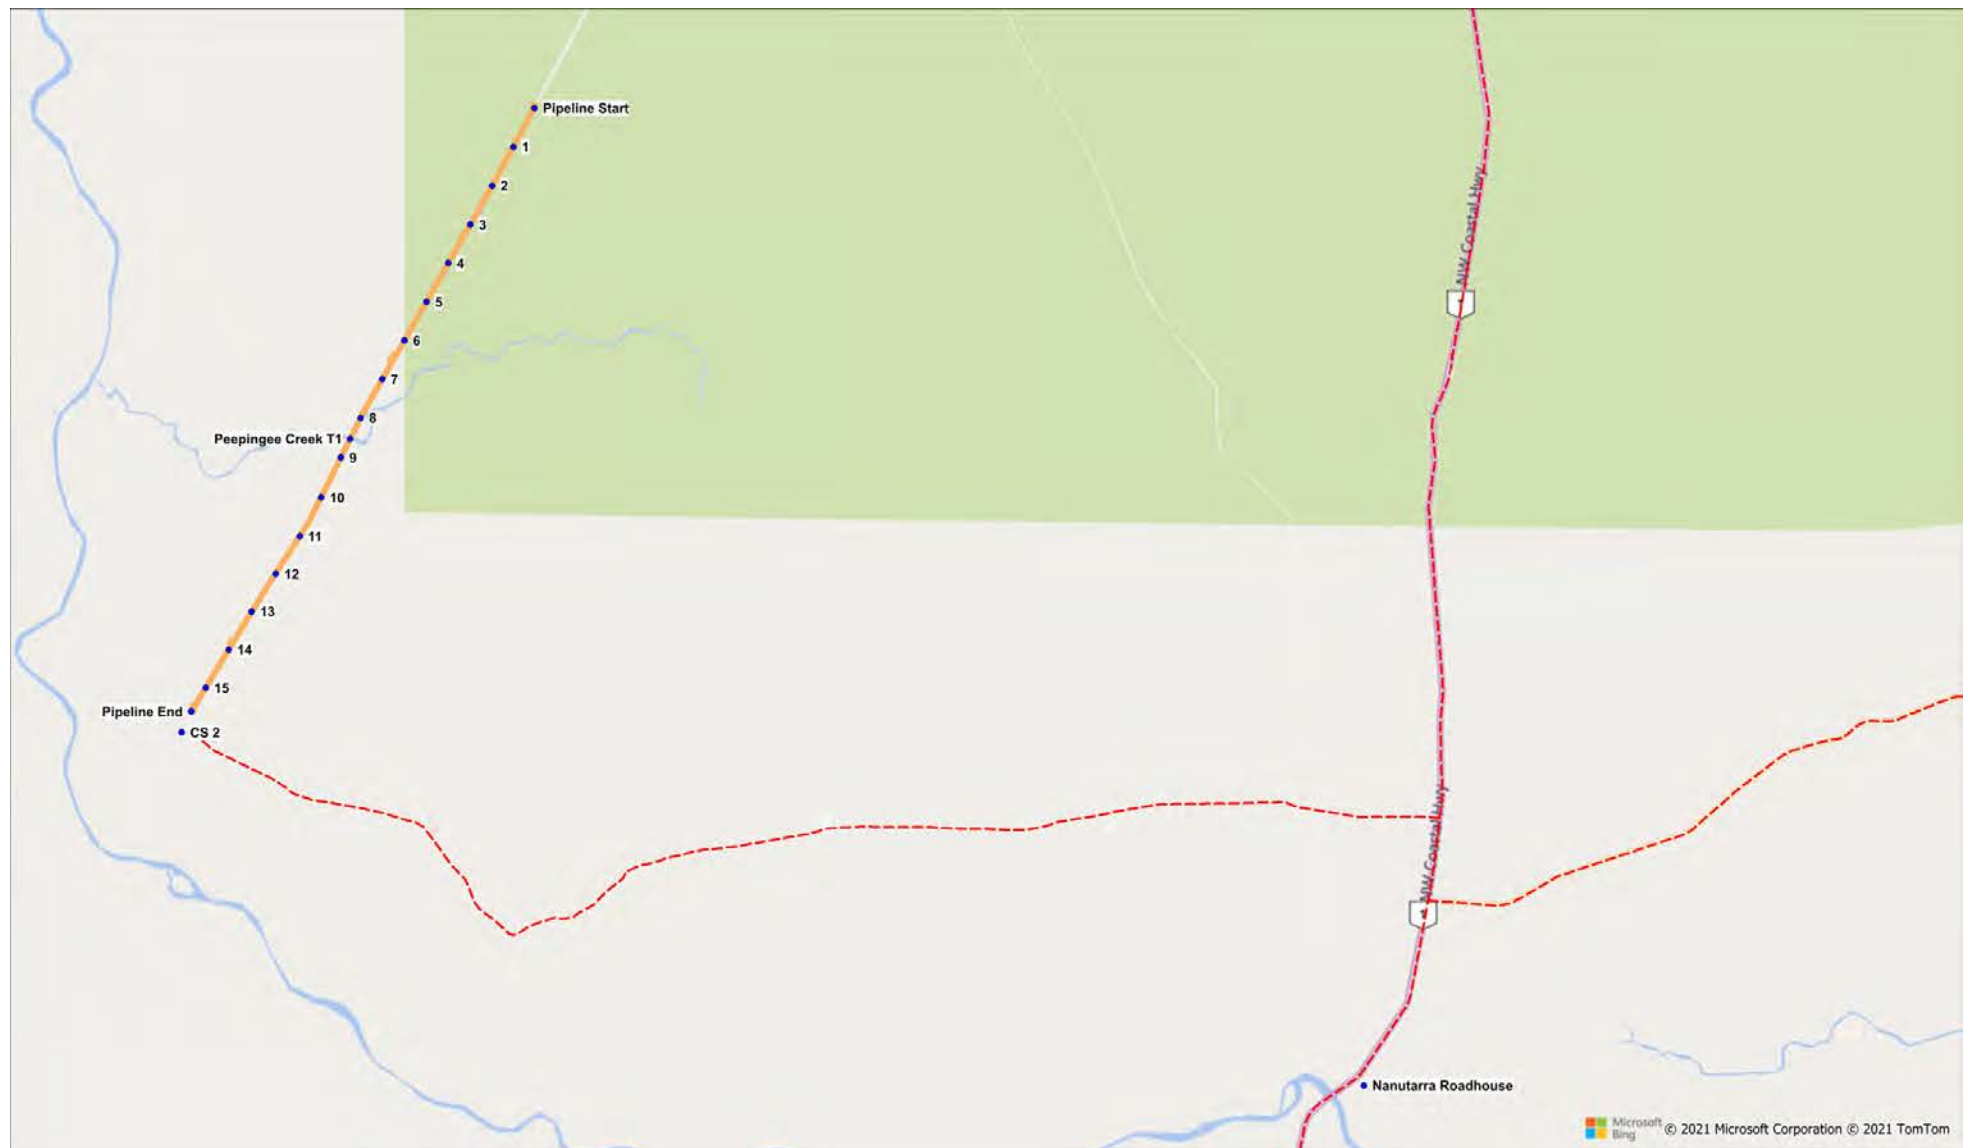 Pipeline Start
1
2
3
NW Coastal Hwy
4
5
6
7
8
Peepingee Creek T1
9
10
11
12
13
14
15
Pipeline End
CS 2
NW Coastal Hwy
Nanutarra Roadhouse
Microsoft
Bing
© 2021 Microsoft Corporation © 2021 TomTom